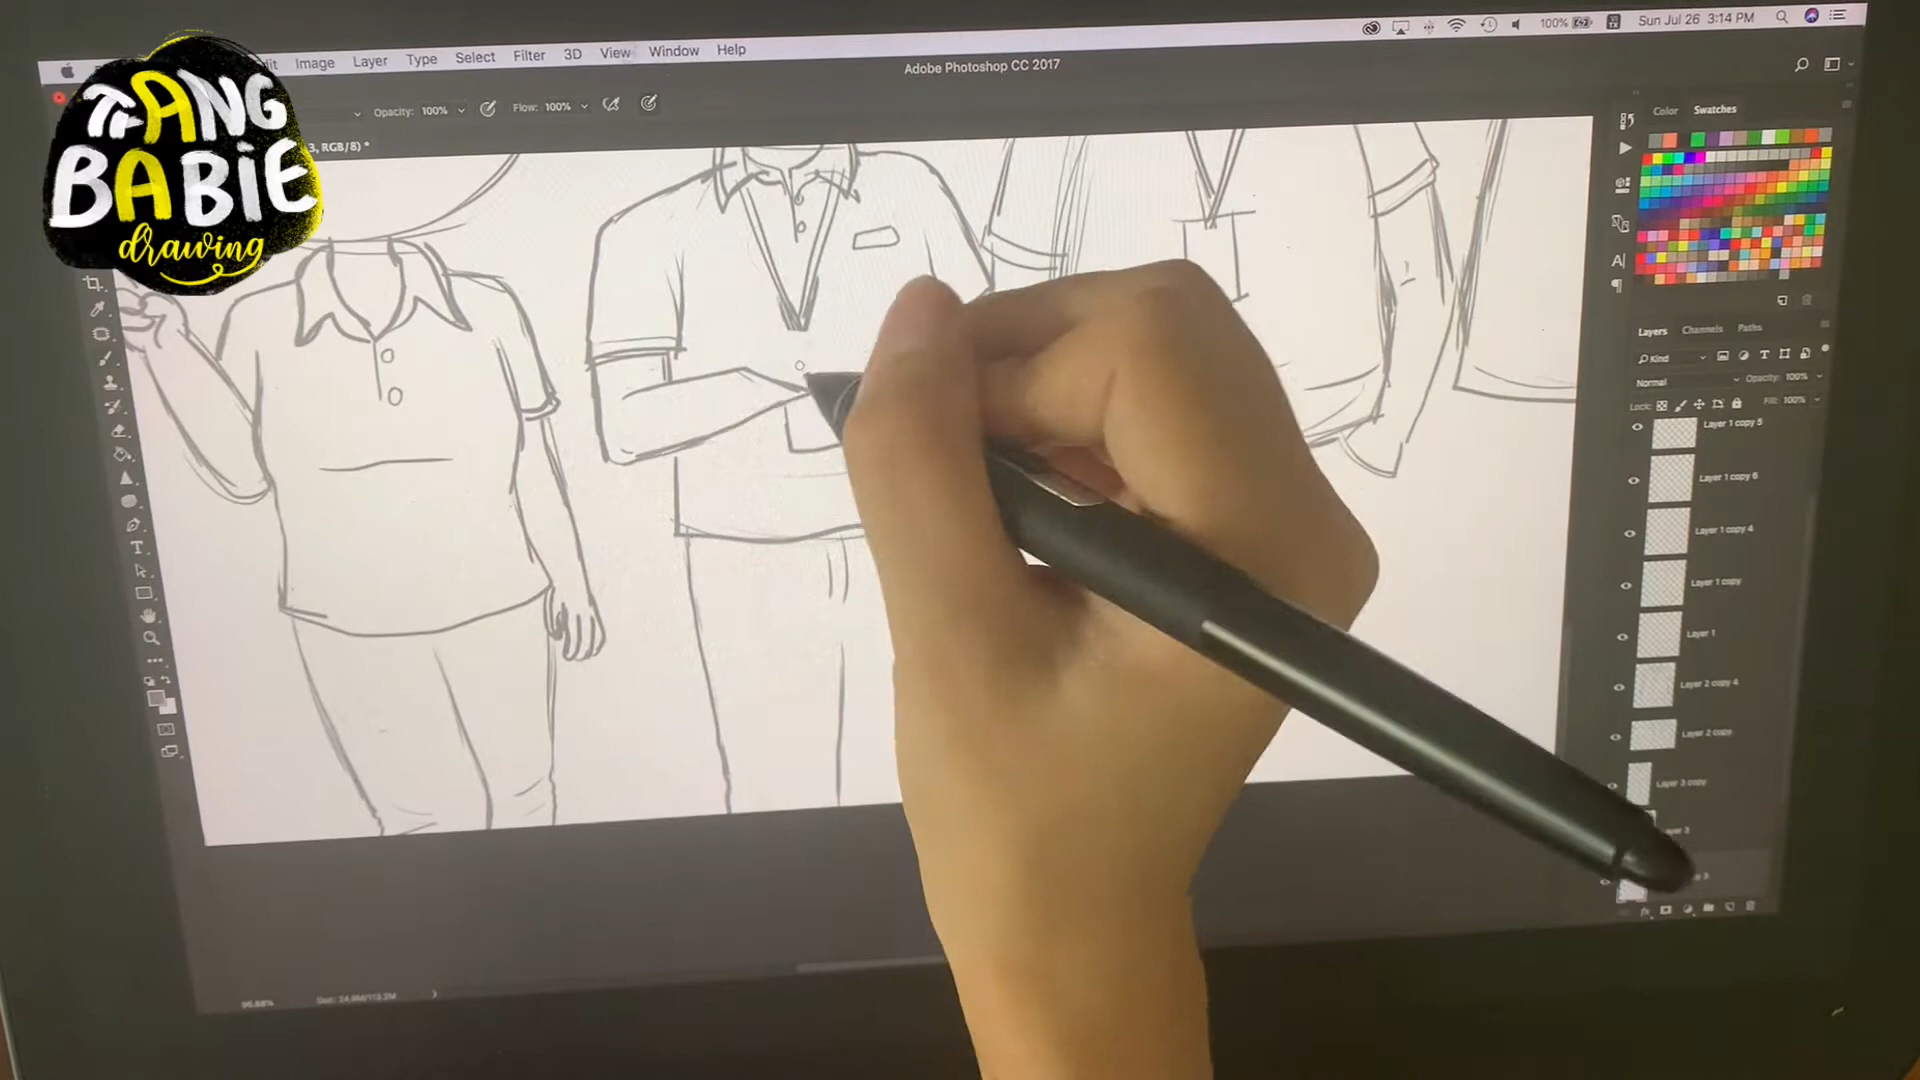 TrANG
BABiE
drawing
Image Layer Type Select Filter 3D View Window Help
100%
Sun Jul 26 3:14 PM
Adobe Photoshop CC 2017
Opacity: 100%
Flow: 100%
3, RGB/8) *
Color Swatches
Layers Channels Paths
Kind
Normal
Opacity: 100%
Lock:
Fill: 100%
Layer 1 copy 5
Layer 1 copy 6
Layer 1 copy 4
Layer 1 copy
Layer 1
Layer 2 copy 4
Layer 2 copy
Layer 3 copy